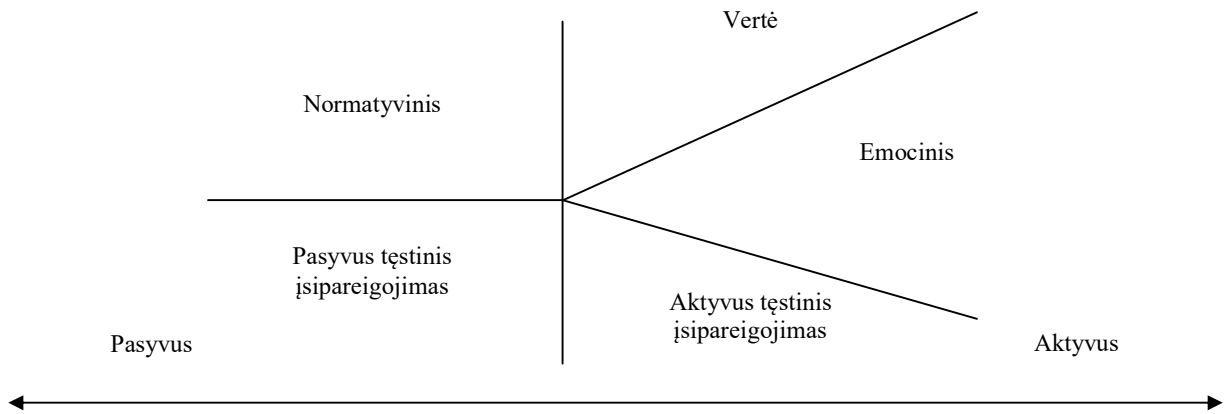 Vertė
Normatyvinis
Emocinis
Pasyvus tęstinis
įsipareigojimas
Aktyvus tęstinis
įsipareigojimas
Pasyvus
Aktyvus